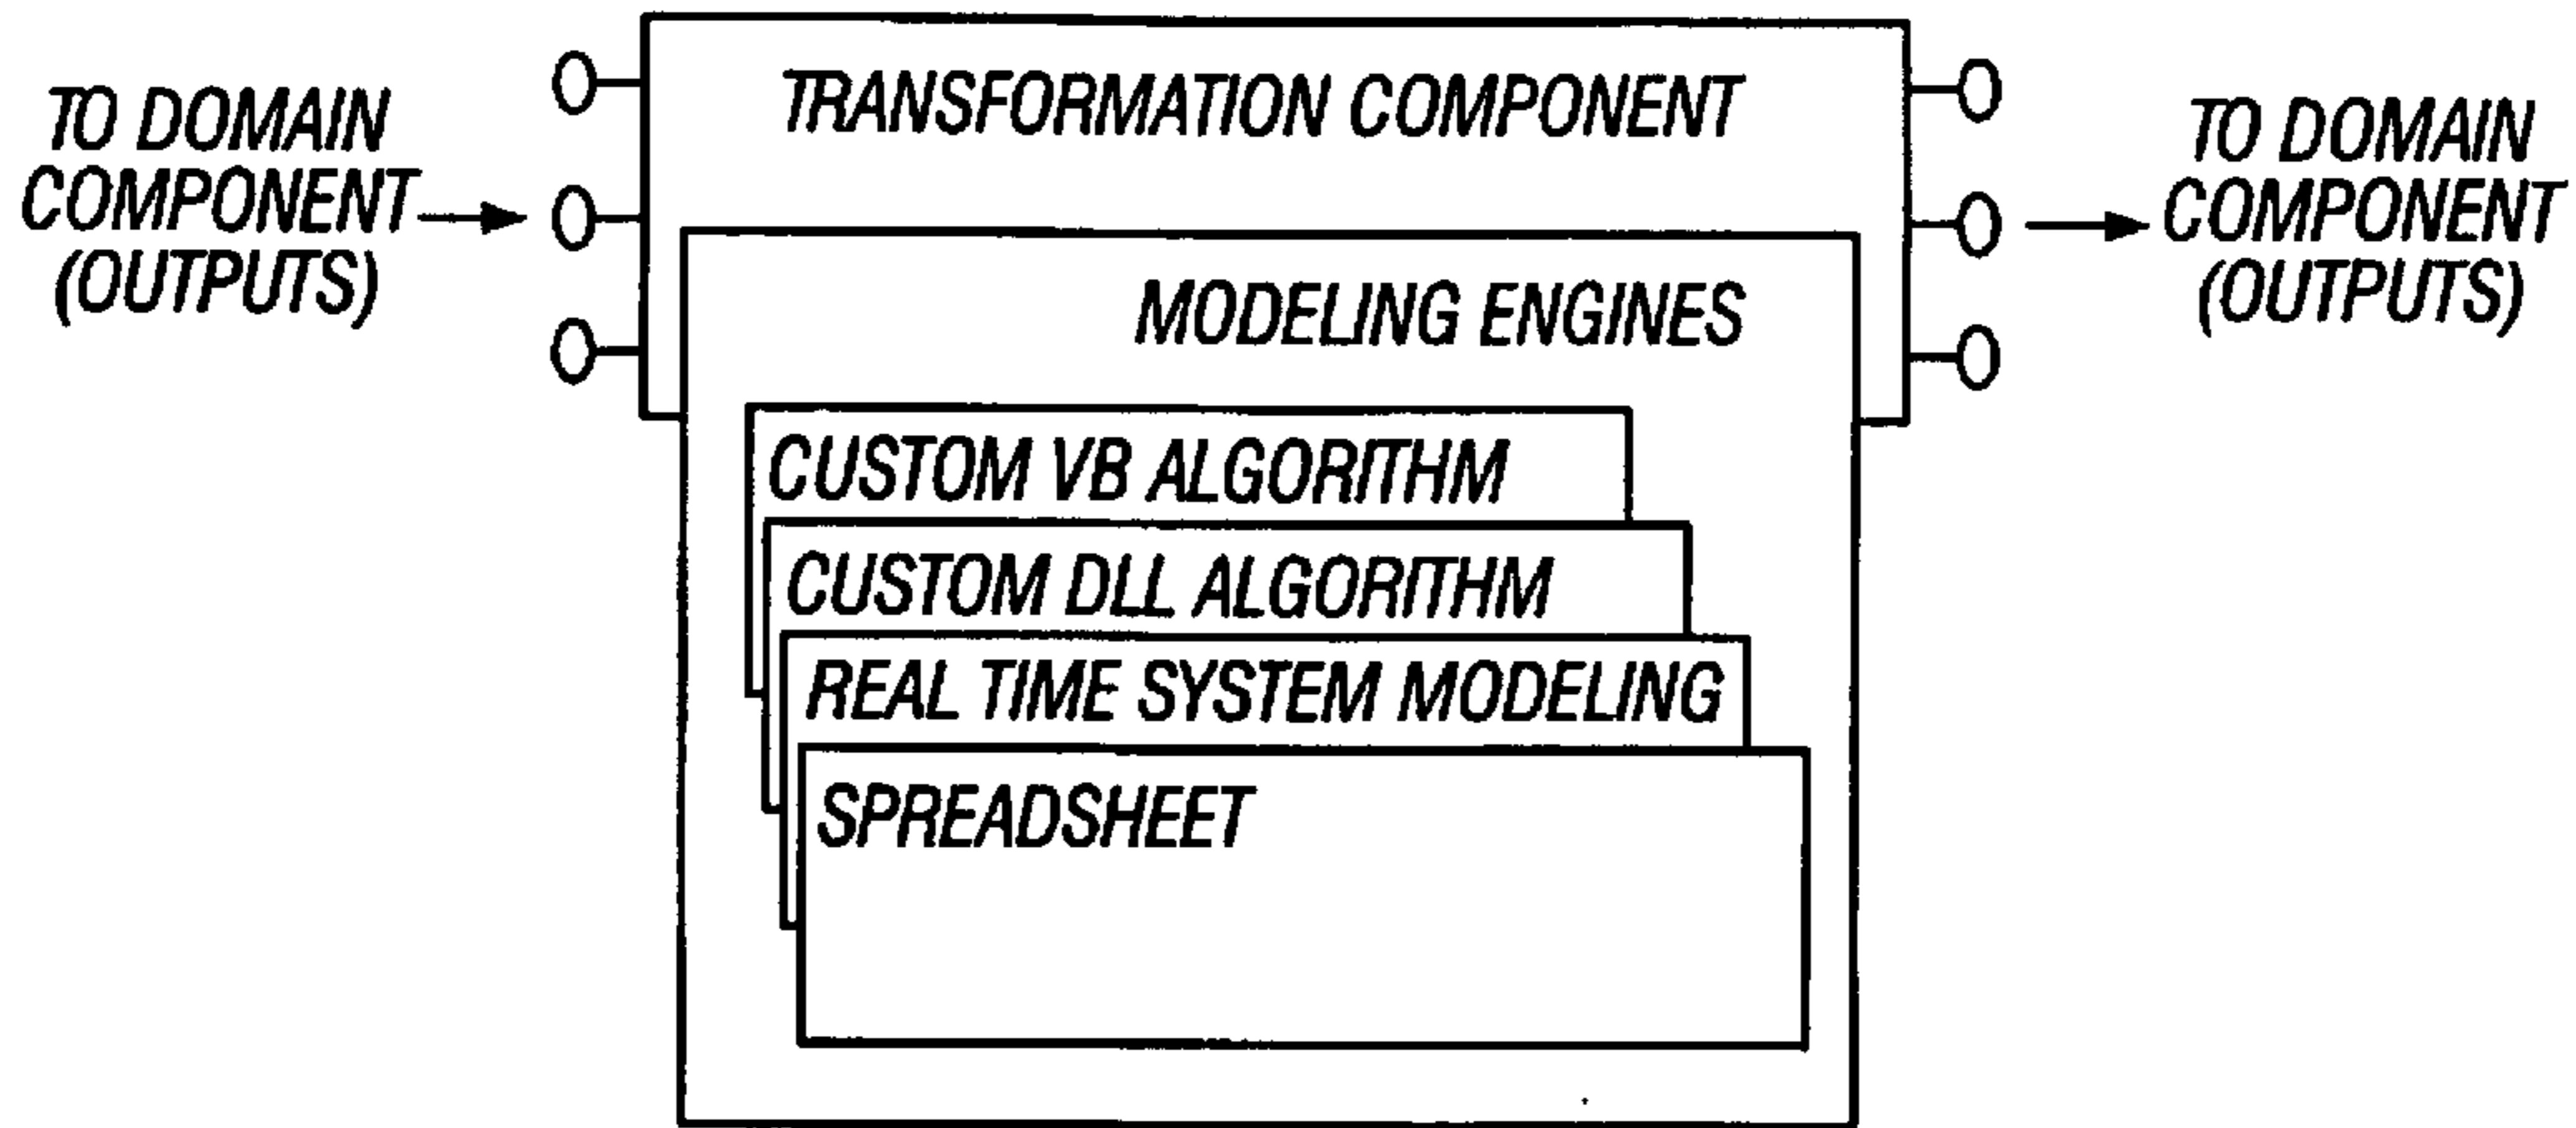 TO DOMAIN
COMPONENT
(OUTPUTS)
TRANSFORMATION COMPONENT
TO DOMAIN
COMPONENT
(OUTPUTS)
MODELING ENGINES
CUSTOM VB ALGORITHM
CUSTOM DLL ALGORITHM
REAL TIME SYSTEM MODELING
SPREADSHEET